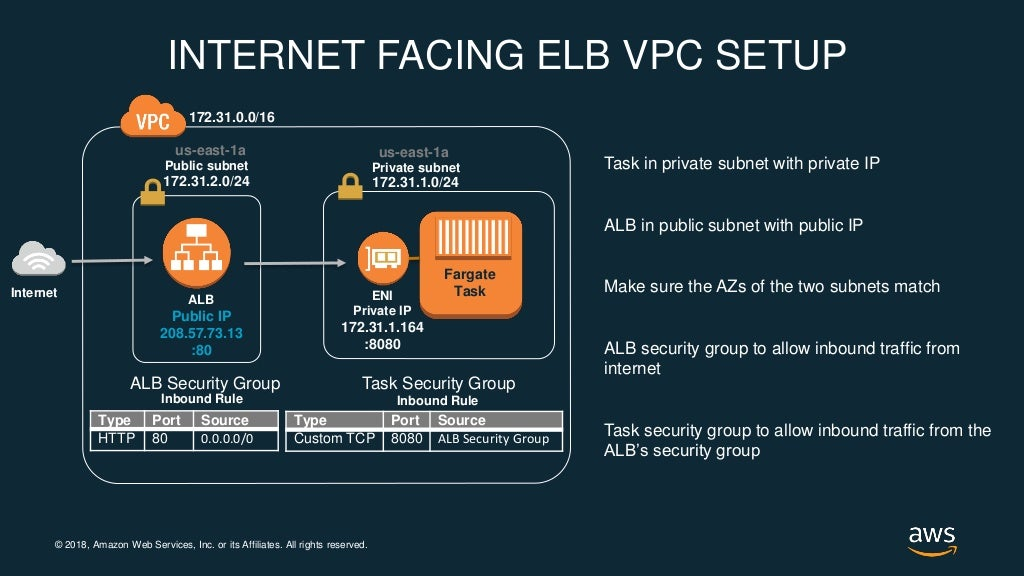 INTERNET FACING ELB VPC SETUP
VPC
172.31.0.0/16
us-east-1a
Public subnet
172.31.2.0/24
us-east-1a
Private subnet
172.31.1.0/24
Internet
ALB
Public IP
208.57.73.13
:80
ENI
Private IP
172.31.1.164
:8080
Fargate
Task
ALB Security Group
Inbound Rule
Type Port Source
HTTP 80 0.0.0.0/0
Task Security Group
Inbound Rule
Type Port Source
Custom TCP 8080 ALB Security Group
Task in private subnet with private IP
ALB in public subnet with public IP
Make sure the AZs of the two subnets match
ALB security group to allow inbound traffic from
internet
Task security group to allow inbound traffic from the
ALB’s security group
© 2018, Amazon Web Services, Inc. or its Affiliates. All rights reserved.
aws